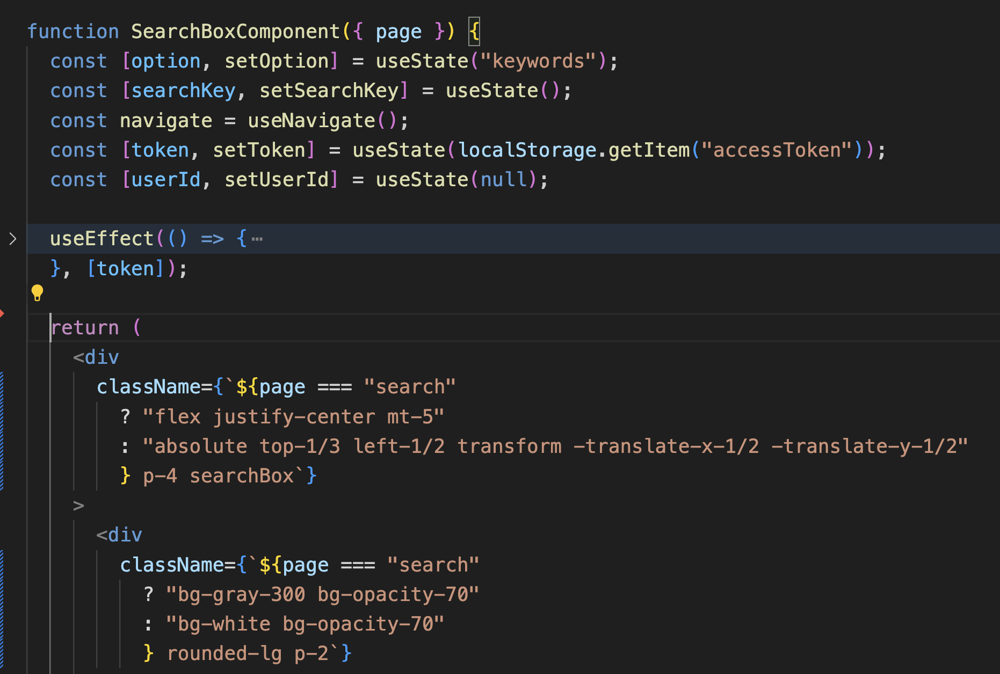 function SearchBoxComponent({ page }) {
const [option, setOption] = useState("keywords");
const [searchKey, setSearchKey] = useState();
const navigate = useNavigate();
const [token, setToken] = useState(localStorage.getItem("accessToken"));
const [userId, setUserId] = useState(null);
useEffect(() => {⋯
}, [token]);
return (
<div
className={`${page === "search"
? "flex justify-center mt-5"
: "absolute top-1/3 left-1/2 transform -translate-x-1/2 -translate-y-1/2"
} p-4 searchBox`}
>
<div
className={`${page === "search"
? "bg-gray-300 bg-opacity-70"
: "bg-white bg-opacity-70"
} rounded-lg p-2`}